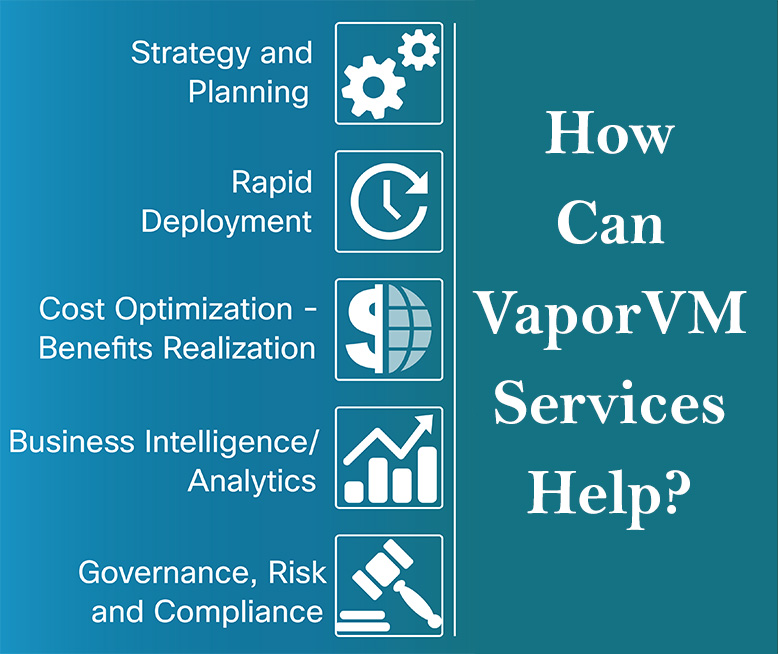 Strategy and
Planning
Rapid
Deployment
Cost Optimization -
Benefits Realization
Business Intelligence/
Analytics
Governance, Risk
and Compliance
How
Can
VaporVM
Services
Help?